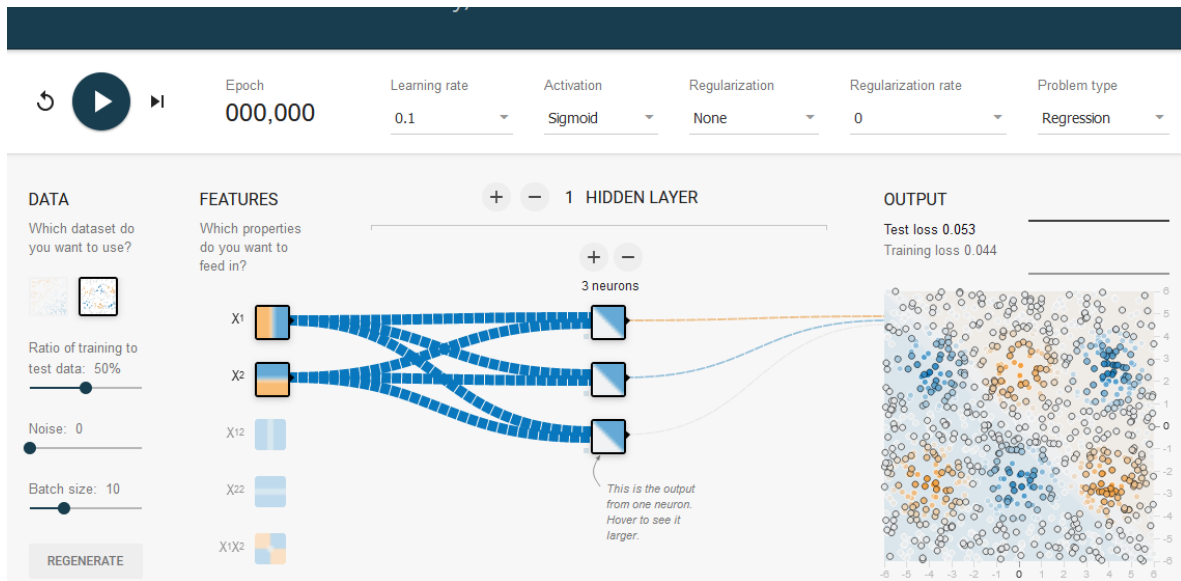 Epoch
000,000
Learning rate
0.1
Activation
Sigmoid
Regularization
None
Regularization rate
0
Problem type
Regression
DATA
Which dataset do
you want to use?
Ratio of training to
test data: 50%
Noise: 0
Batch size: 10
REGENERATE
FEATURES
Which properties
do you want to
feed in?
X1
X2
X12
X22
X1X2
+ − 1 HIDDEN LAYER
+ −
3 neurons
This is the output
from one neuron.
Hover to see it
larger.
OUTPUT
Test loss 0.053
Training loss 0.044
6
5
4
3
2
1
0
-1
-2
-3
-4
-5
-6
-6 -5 -4 -3 -2 -1 0 1 2 3 4 5 6